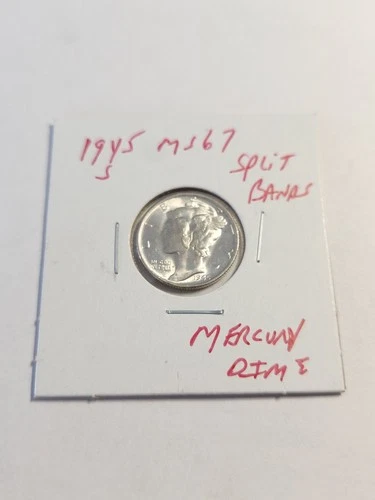 1945 MS67
S
SPLIT
BANDS
MERCURY
DIME